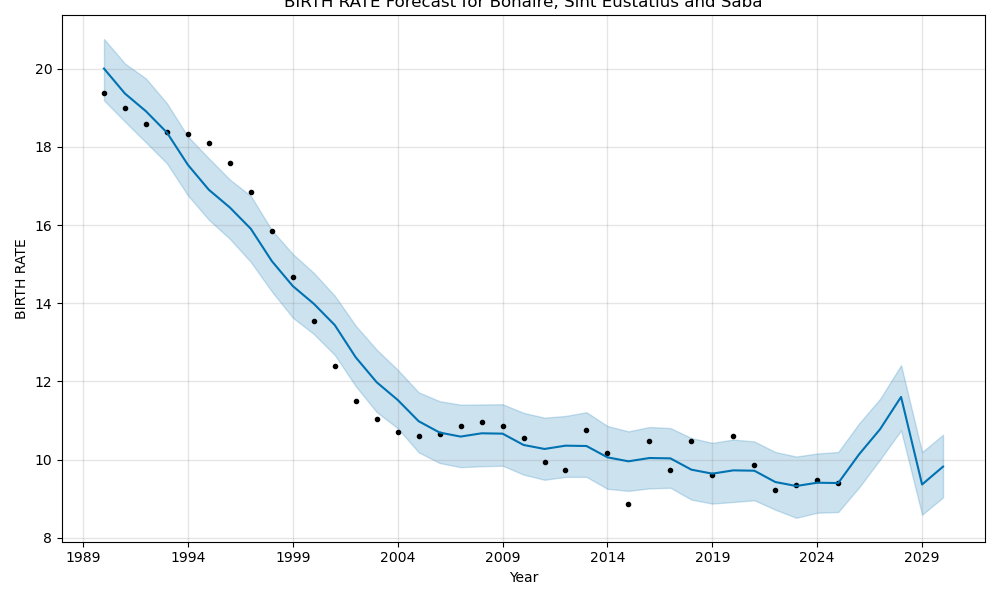 BIRTH RATE Forecast for Bonaire, Sint Eustatius and Saba
20
18
16
14
12
10
8
BIRTH RATE
1989 1994 1999 2004 2009 2014 2019 2024 2029
Year